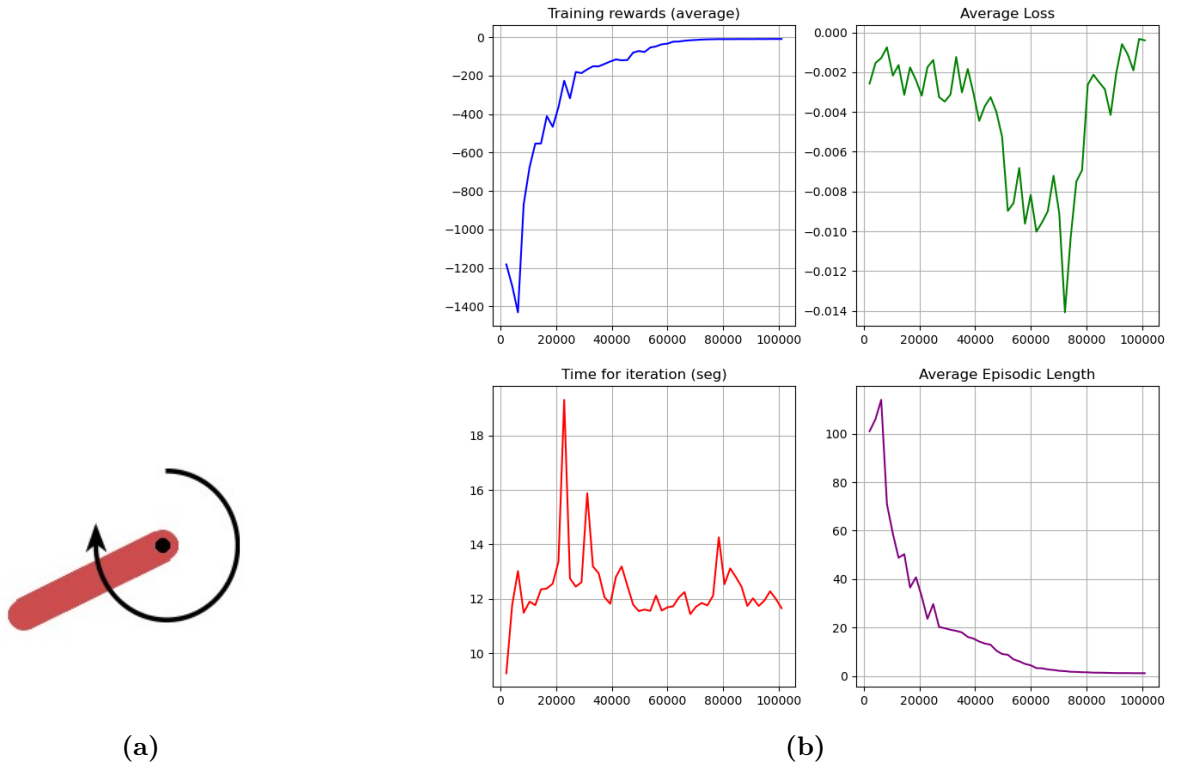 Training rewards (average)
0
−200
−400
−600
−800
−1000
−1200
−1400
0 20000 40000 60000 80000 100000
Average Loss
0.000
−0.002
−0.004
−0.006
−0.008
−0.010
−0.012
−0.014
0 20000 40000 60000 80000 100000
Time for iteration (seg)
18
16
14
12
10
0 20000 40000 60000 80000 100000
Average Episodic Length
100
80
60
40
20
0
0 20000 40000 60000 80000 100000
(a)
(b)